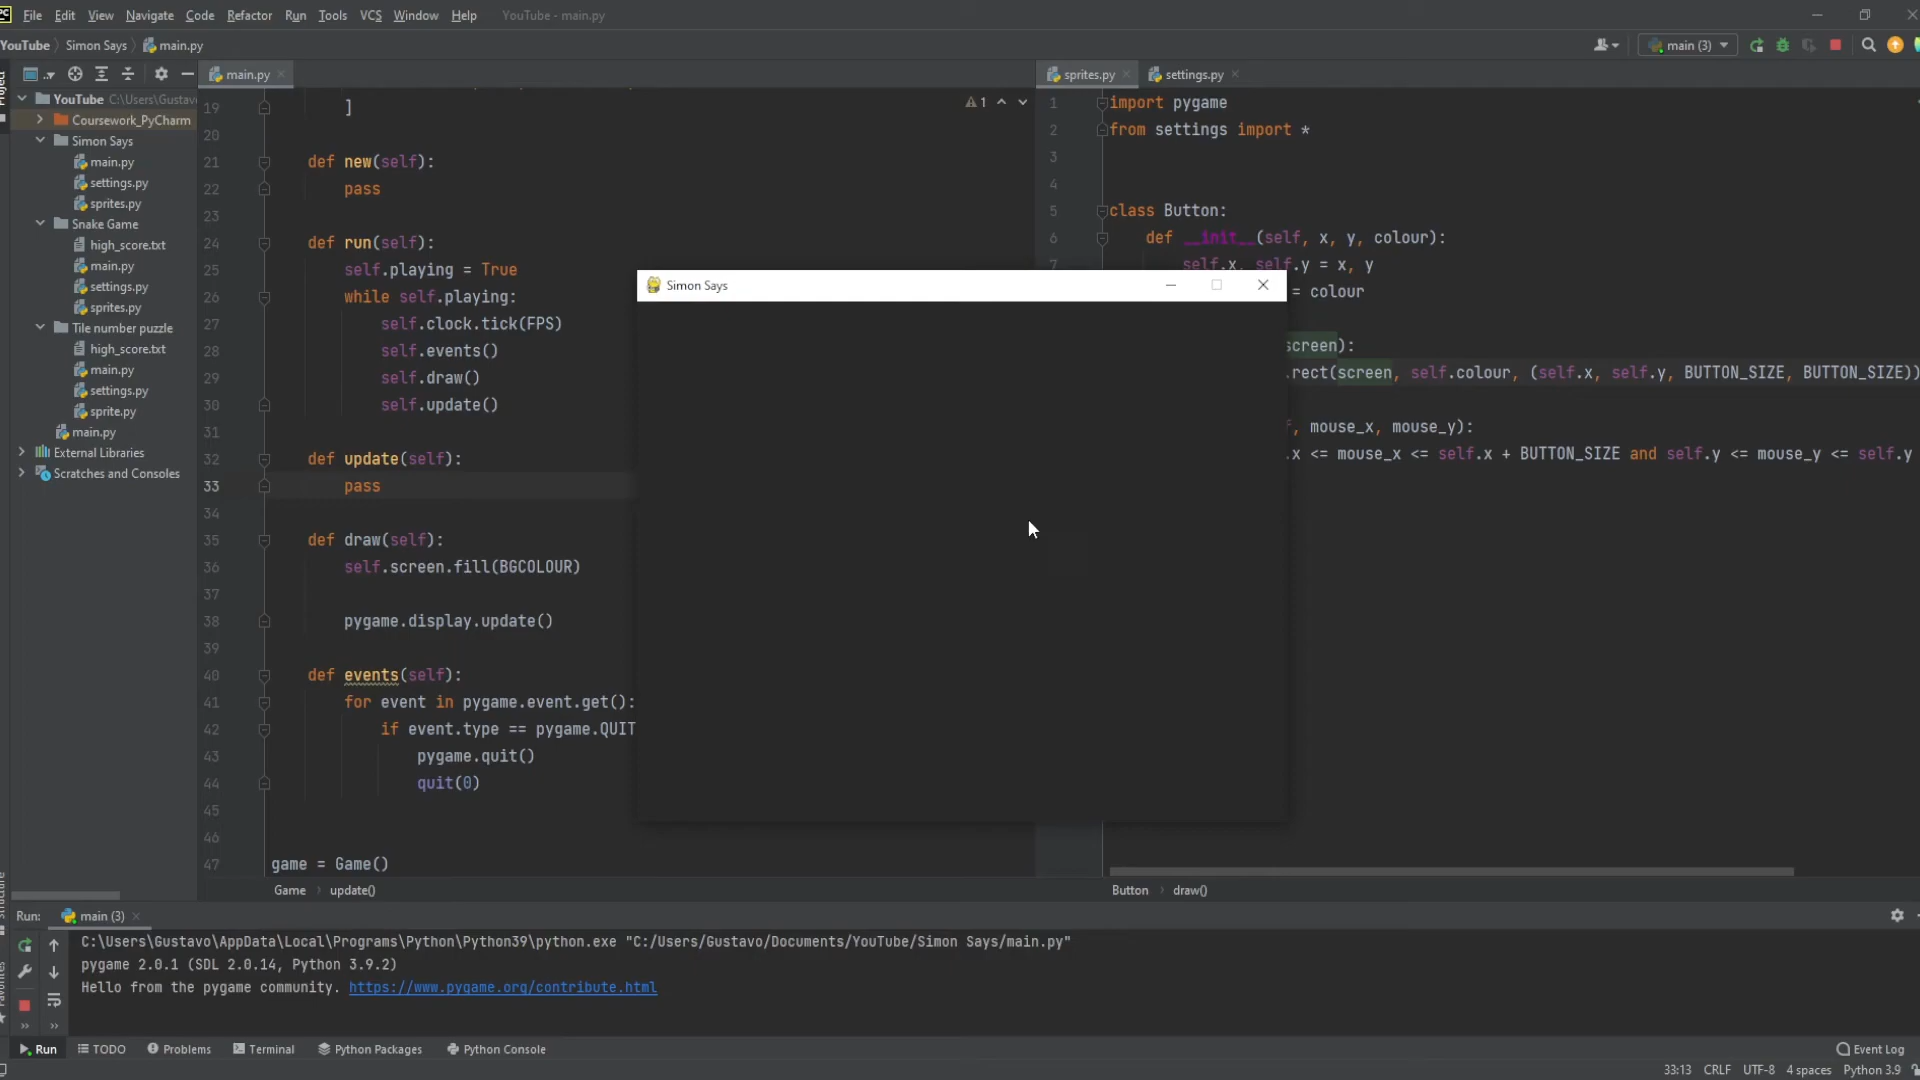 File Edit View Navigate Code Refactor Run Tools VCS Window Help YouTube - main.py
YouTube Simon Says main.py main (3)
main.py sprites.py settings.py
Project
YouTube C:\Users\Gustav
Coursework_PyCharm
Simon Says
main.py
settings.py
sprites.py
Snake Game
high_score.txt
main.py
settings.py
sprites.py
Tile number puzzle
high_score.txt
main.py
settings.py
sprite.py
main.py
External Libraries
Scratches and Consoles
1
19 ]
20
21 def new(self):
22 pass
23
24 def run(self):
25 self.playing = True
26 while self.playing:
27 self.clock.tick(FPS)
28 self.events()
29 self.draw()
30 self.update()
31
32 def update(self):
33 pass
34
35 def draw(self):
36 self.screen.fill(BGCOLOUR)
37
38 pygame.display.update()
39
40 def events(self):
41 for event in pygame.event.get():
42 if event.type == pygame.QUIT
43 pygame.quit()
44 quit(0)
45
46
47 game = Game()
Game update()
Simon Says
1 import pygame
2 from settings import *
3
4
5 class Button:
6 def __init__(self, x, y, colour):
7 self.x, self.y = x, y
= colour
screen):
.rect(screen, self.colour, (self.x, self.y, BUTTON_SIZE, BUTTON_SIZE))
, mouse_x, mouse_y):
.x <= mouse_x <= self.x + BUTTON_SIZE and self.y <= mouse_y <= self.y
Button draw()
Run: main (3)
C:\Users\Gustavo\AppData\Local\Programs\Python\Python39\python.exe "C:/Users/Gustavo/Documents/YouTube/Simon Says/main.py"
pygame 2.0.1 (SDL 2.0.14, Python 3.9.2)
Hello from the pygame community. https://www.pygame.org/contribute.html
Run TODO Problems Terminal Python Packages Python Console Event Log
33:13 CRLF UTF-8 4 spaces Python 3.9